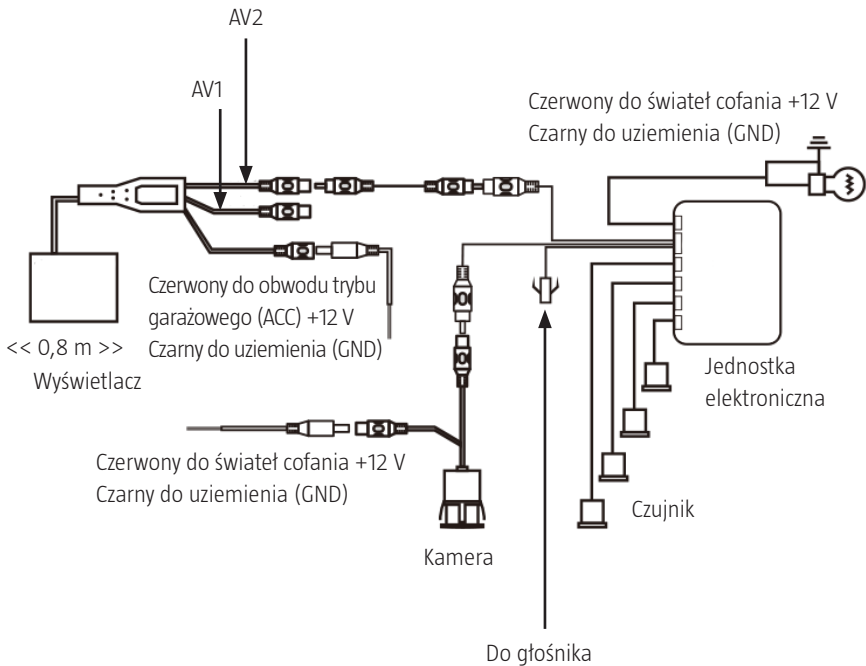 AV2
AV1
Czerwony do świateł cofania +12 V
Czarny do uziemienia (GND)
Czerwony do obwodu trybu
garażowego (ACC) +12 V
Czarny do uziemienia (GND)
<< 0,8 m >>
Wyświetlacz
Jednostka
elektroniczna
Czerwony do świateł cofania +12 V
Czarny do uziemienia (GND)
Czujnik
Kamera
Do głośnika